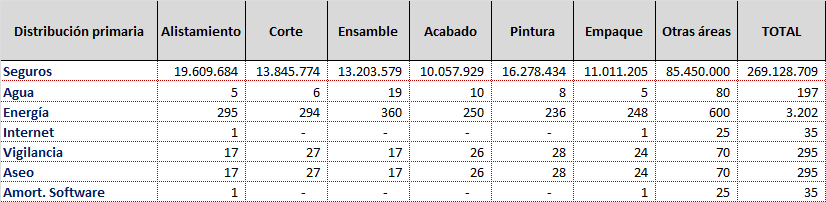 Distribución primaria Alistamiento Corte Ensamble Acabado Pintura Empaque Otras áreas TOTAL
Seguros 19.609.684 13.845.774 13.203.579 10.057.929 16.278.434 11.011.205 85.450.000 269.128.709
Agua 5 6 19 10 8 5 80 197
Energía 295 294 360 250 236 248 600 3.202
Internet 1 - - - - 1 25 35
Vigilancia 17 27 17 26 28 24 70 295
Aseo 17 27 17 26 28 24 70 295
Amort. Software 1 - - - - 1 25 35